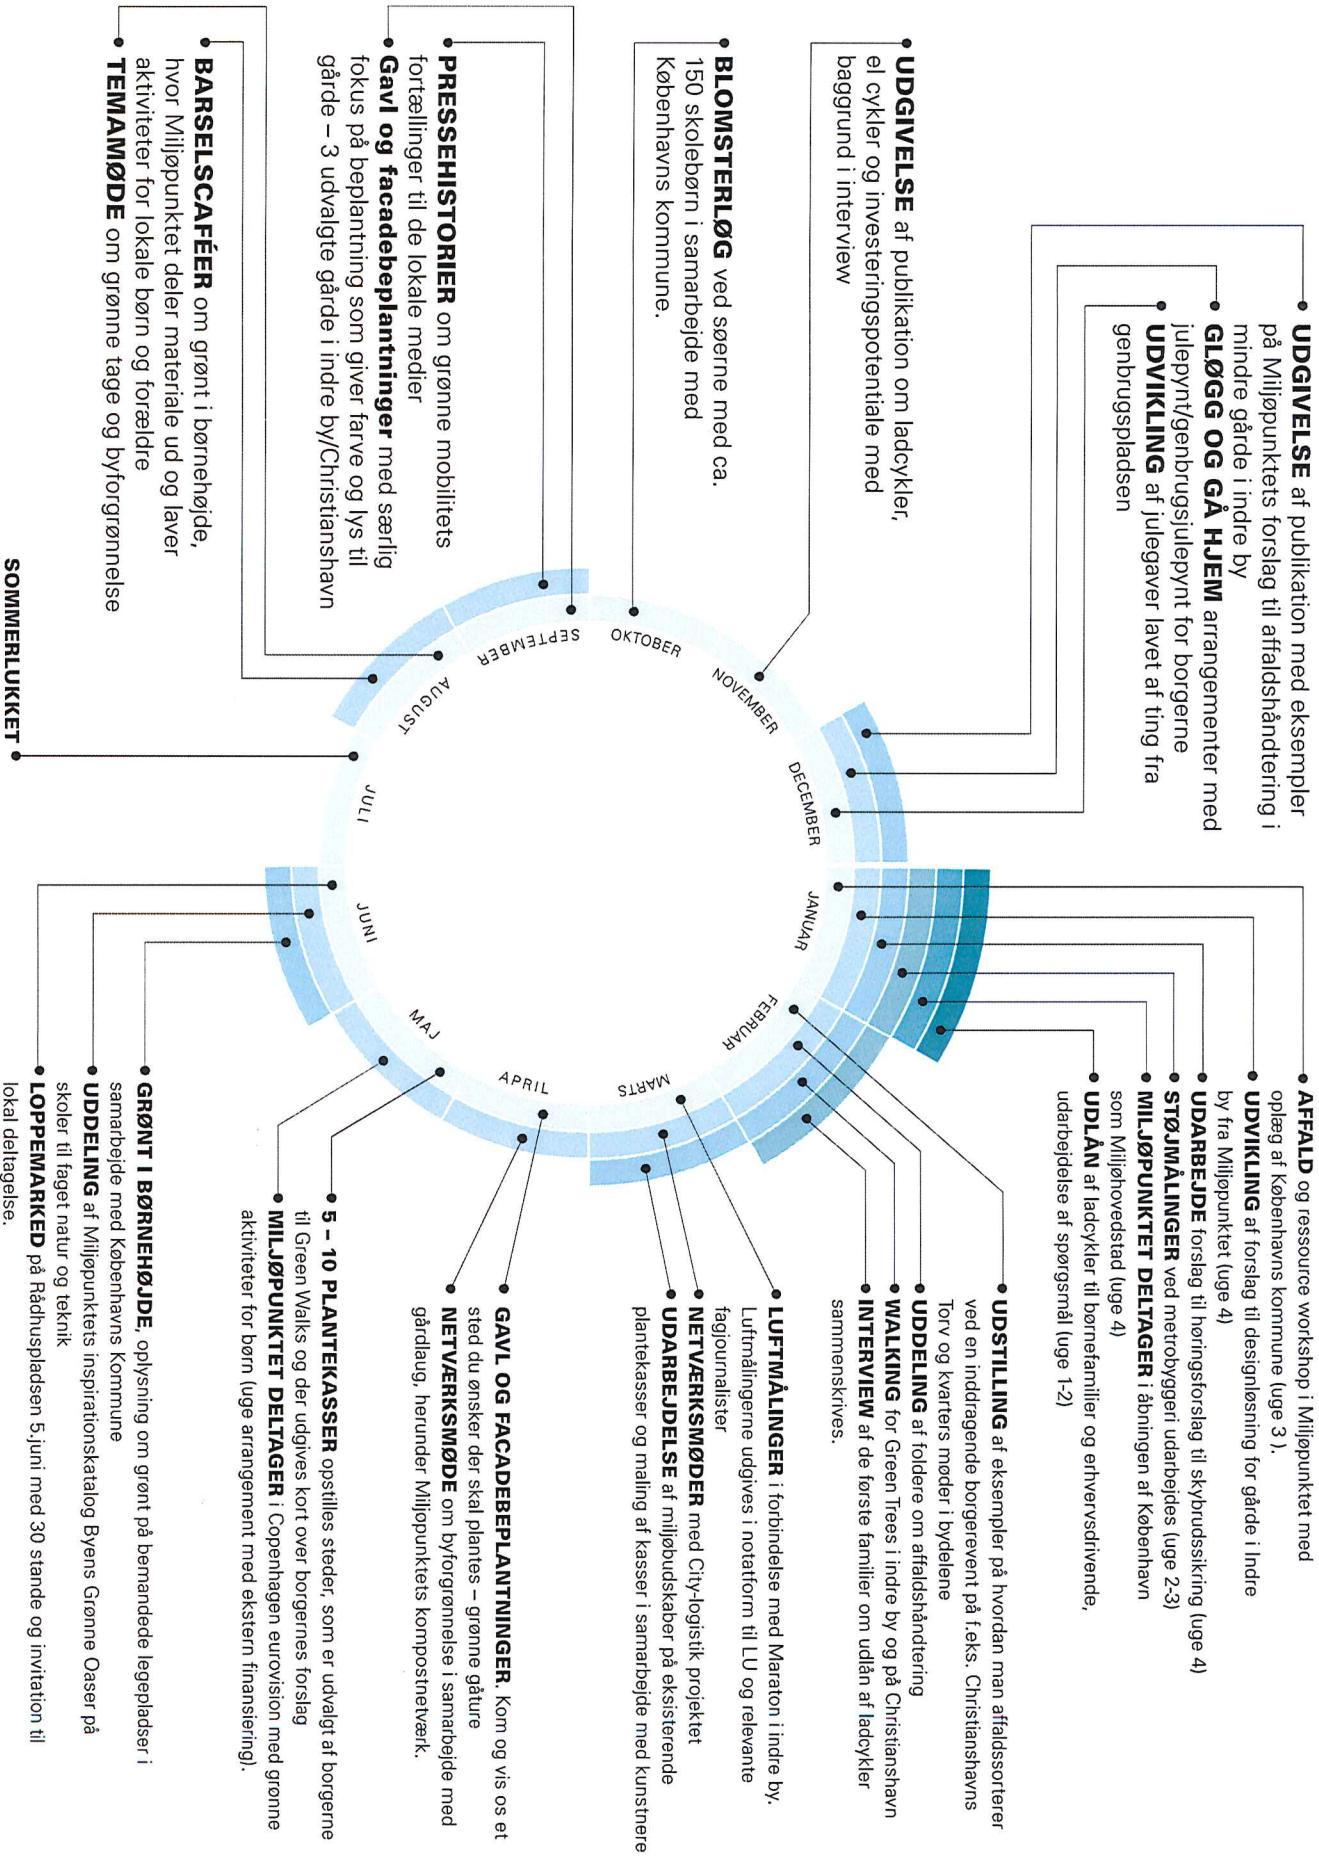 AFFALD og ressource workshop i Miljøpunktet med
oplæg af Københavns kommune (uge 3 ).
UDVIKLING af forslag til designløsning for gårde i Indre
by fra Miljøpunktet (uge 4)
UDARBEJDE forslag til høringsforslag til skybrudssikring (uge 4)
STØJMÅLINGER ved metrobyggeri udarbejdes (uge 2-3)
MILJØPUNKTET DELTAGER i åbningen af København
som Miljøhovedstad (uge 4)
UDLÅN af ladcykler til børnefamilier og erhvervsdrivende,
udarbejdelse af spørgsmål (uge 1-2)
UDSTILLING af eksempler på hvordan man affaldssorterer
ved en inddragende borgerevent på f.eks. Christianshavns
Torv og kvarters møder i bydelene
UDDELING af foldere om affaldshåndtering
WALKING for Green Trees i indre by og på Christianshavn
INTERVIEW af de første familier om udlån af ladcykler
sammenskrives.
LUFTMÅLINGER i forbindelse med Maraton i indre by.
Luftmålingerne udgives i notatform til LU og relevante
fagjournalister
NETVÆRKSMØDER med City-logistik projektet
UDARBEJDELSE af miljøbudskaber på eksisterende
plantekasser og maling af kasser i samarbejde med kunstnere
GAVL OG FACADEBEPLANTNINGER. Kom og vis os et
sted du ønsker der skal plantes – grønne gåture
NETVÆRKSMØDE om byforgrønnelse i samarbejde med
gårdlaug, herunder Miljøpunktets kompostnetværk.
5 – 10 PLANTEKASSER opstilles steder, som er udvalgt af borgerne
til Green Walks og der udgives kort over borgernes forslag
MILJØPUNKTET DELTAGER i Copenhagen eurovision med grønne
aktiviteter for børn (uge arrangement med ekstern finansiering).
GRØNT I BØRNEHØJDE, oplysning om grønt på bemandede legepladser i
samarbejde med Københavns Kommune
UDDELING af Miljøpunktets inspirationskatalog Byens Grønne Oaser på
skoler til faget natur og teknik
LOPPEMARKED på Rådhuspladsen 5.juni med 30 stande og invitation til
lokal deltagelse.
SOMMERLUKKET
BARSELSCAFÉER om grønt i børnehøjde,
hvor Miljøpunktet deler materiale ud og laver
aktiviteter for lokale børn og forældre
TEMAMØDE om grønne tage og byforgrønnelse
PRESSEHISTORIER om grønne mobilitets
fortællinger til de lokale medier
Gavl og facadebeplantninger med særlig
fokus på beplantning som giver farve og lys til
gårde – 3 udvalgte gårde i indre by/Christianshavn
BLOMSTERLØG ved søerne med ca.
150 skolebørn i samarbejde med
Københavns kommune.
UDGIVELSE af publikation om ladcykler,
el cykler og investeringspotentiale med
baggrund i interview
UDGIVELSE af publikation med eksempler
på Miljøpunktets forslag til affaldshåndtering i
mindre gårde i indre by
GLØGG OG GÅ HJEM arrangementer med
julepynt/genbrugsjulepynt for borgerne
UDVIKLING af julegaver lavet af ting fra
genbrugspladsen
JANUAR
FEBRUAR
MARTS
APRIL
MAJ
JUNI
JULI
AUGUST
SEPTEMBER
OKTOBER
NOVEMBER
DECEMBER